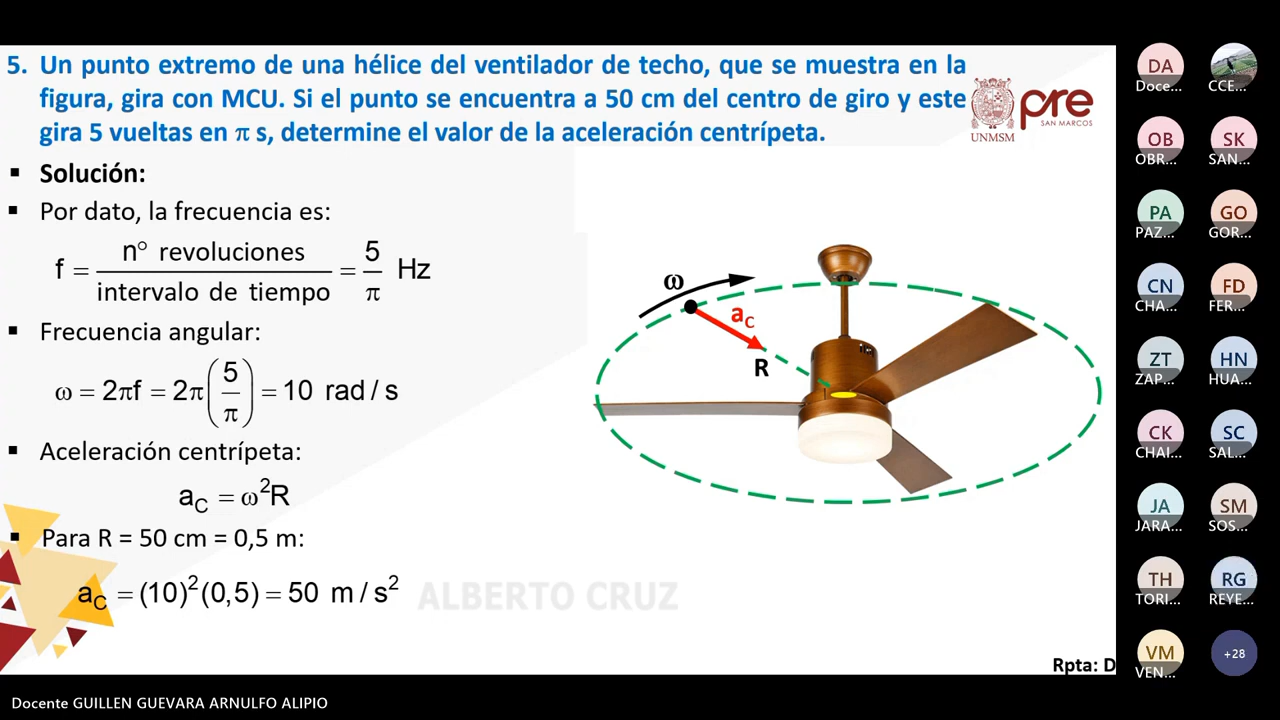 5. Un punto extremo de una hélice del ventilador de techo, que se muestra en la
figura, gira con MCU. Si el punto se encuentra a 50 cm del centro de giro y este
gira 5 vueltas en π s, determine el valor de la aceleración centrípeta.
UNMSM
pre
SAN MARCOS
▪ Solución:
▪ Por dato, la frecuencia es:
f = n° revoluciones / intervalo de tiempo = 5/π Hz
▪ Frecuencia angular:
ω = 2πf = 2π(5/π) = 10 rad / s
▪ Aceleración centrípeta:
a_C = ω²R
▪ Para R = 50 cm = 0,5 m:
a_C = (10)²(0,5) = 50 m / s²
ω
a_C
R
ALBERTO CRUZ
Rpta: D
DA
Doce...
CCE...
OB
OBR...
SK
SAN...
PA
PAZ...
GO
GOR...
CN
CHA...
FD
FER...
ZT
ZAP...
HN
HUA...
CK
CHAI...
SC
SAL...
JA
JARA...
SM
SOS...
TH
TORI...
RG
REYE...
VM
VEN...
+28
Docente GUILLEN GUEVARA ARNULFO ALIPIO